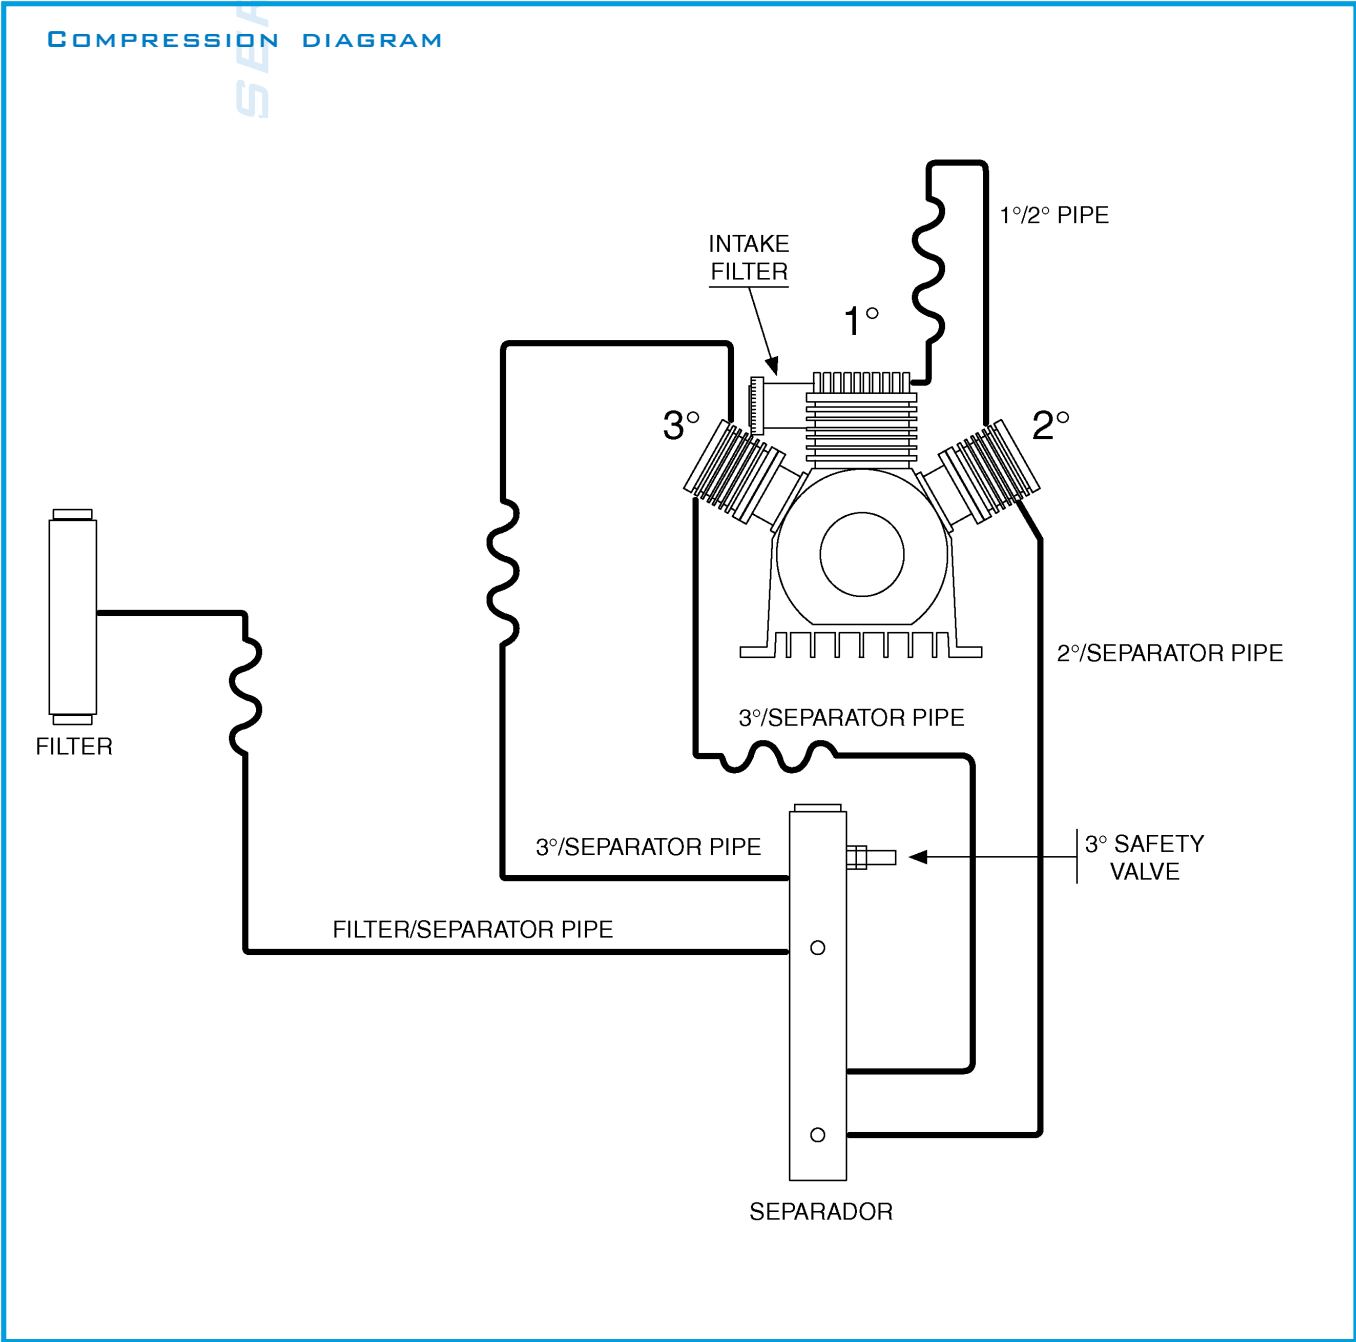 COMPRESSION DIAGRAM
1°/2° PIPE
INTAKE
FILTER
1°
3°
2°
2°/SEPARATOR PIPE
3°/SEPARATOR PIPE
FILTER
3°/SEPARATOR PIPE
3° SAFETY
VALVE
FILTER/SEPARATOR PIPE
SEPARADOR